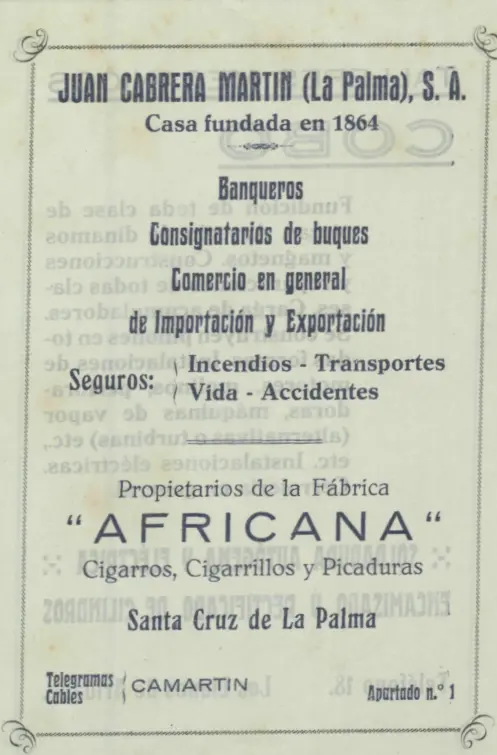 JUAN CABRERA MARTIN (La Palma), S. A.
Casa fundada en 1864
Banqueros
Consignatarios de buques
Comercio en general
de Importación y Exportación
Seguros: Incendios - Transportes
Vida - Accidentes
Propietarios de la Fábrica
“AFRICANA“
Cigarros, Cigarrillos y Picaduras
Santa Cruz de La Palma
Telegramas
Cables CAMARTIN
Apartado n.º 1